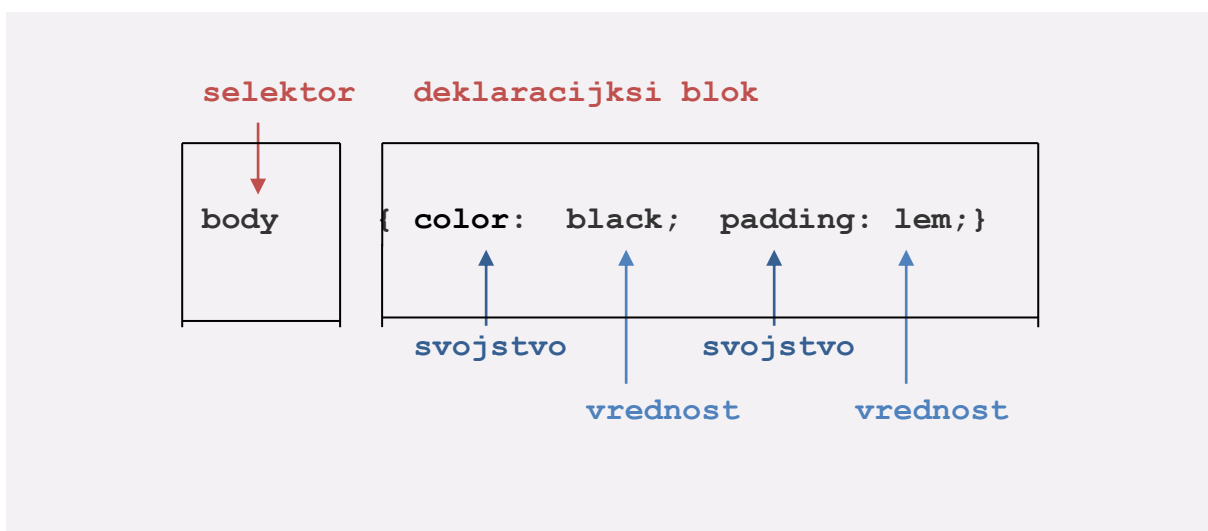 selektor deklaracijksi blok
body { color: black; padding: lem;}
svojstvo svojstvo
vrednost vrednost